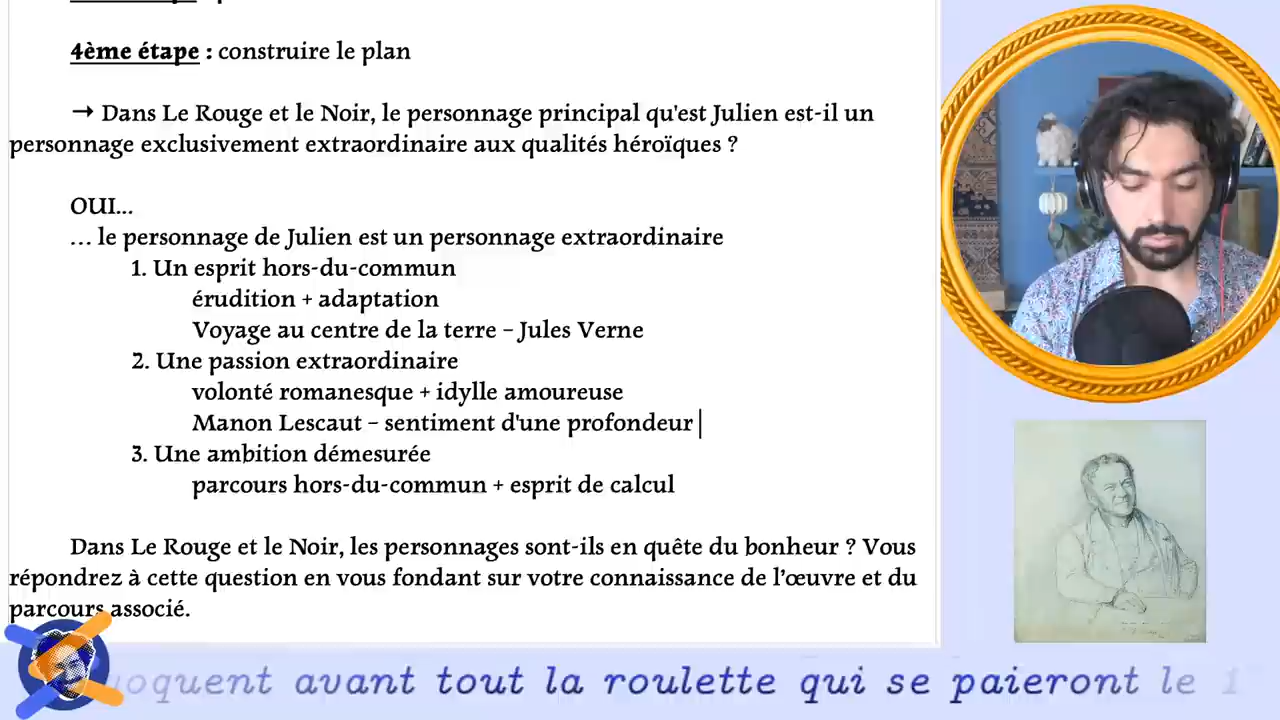 4ème étape : construire le plan
→ Dans Le Rouge et le Noir, le personnage principal qu'est Julien est-il un
personnage exclusivement extraordinaire aux qualités héroïques ?
OUI...
… le personnage de Julien est un personnage extraordinaire
1. Un esprit hors-du-commun
érudition + adaptation
Voyage au centre de la terre – Jules Verne
2. Une passion extraordinaire
volonté romanesque + idylle amoureuse
Manon Lescaut – sentiment d'une profondeur
3. Une ambition démesurée
parcours hors-du-commun + esprit de calcul
Dans Le Rouge et le Noir, les personnages sont-ils en quête du bonheur ? Vous
répondrez à cette question en vous fondant sur votre connaissance de l’œuvre et du
parcours associé.
avant tout la roulette qui se paieront le